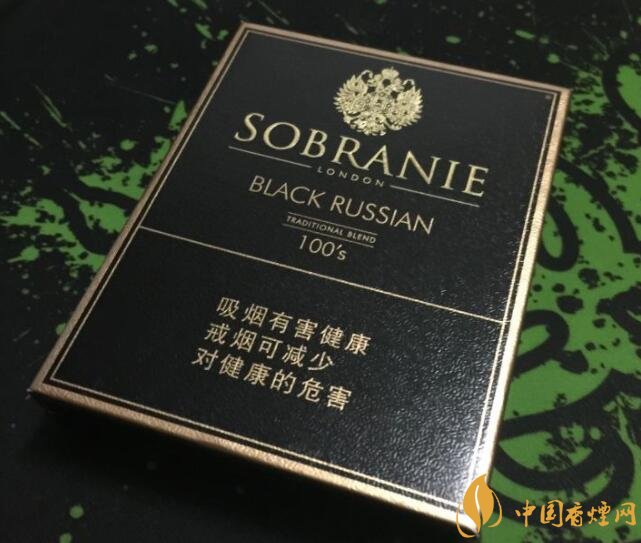 SOBRANIE
LONDON
BLACK RUSSIAN
TRADITIONAL BLEND
100's
吸烟有害健康
戒烟可减少
对健康的危害
中国香煙网